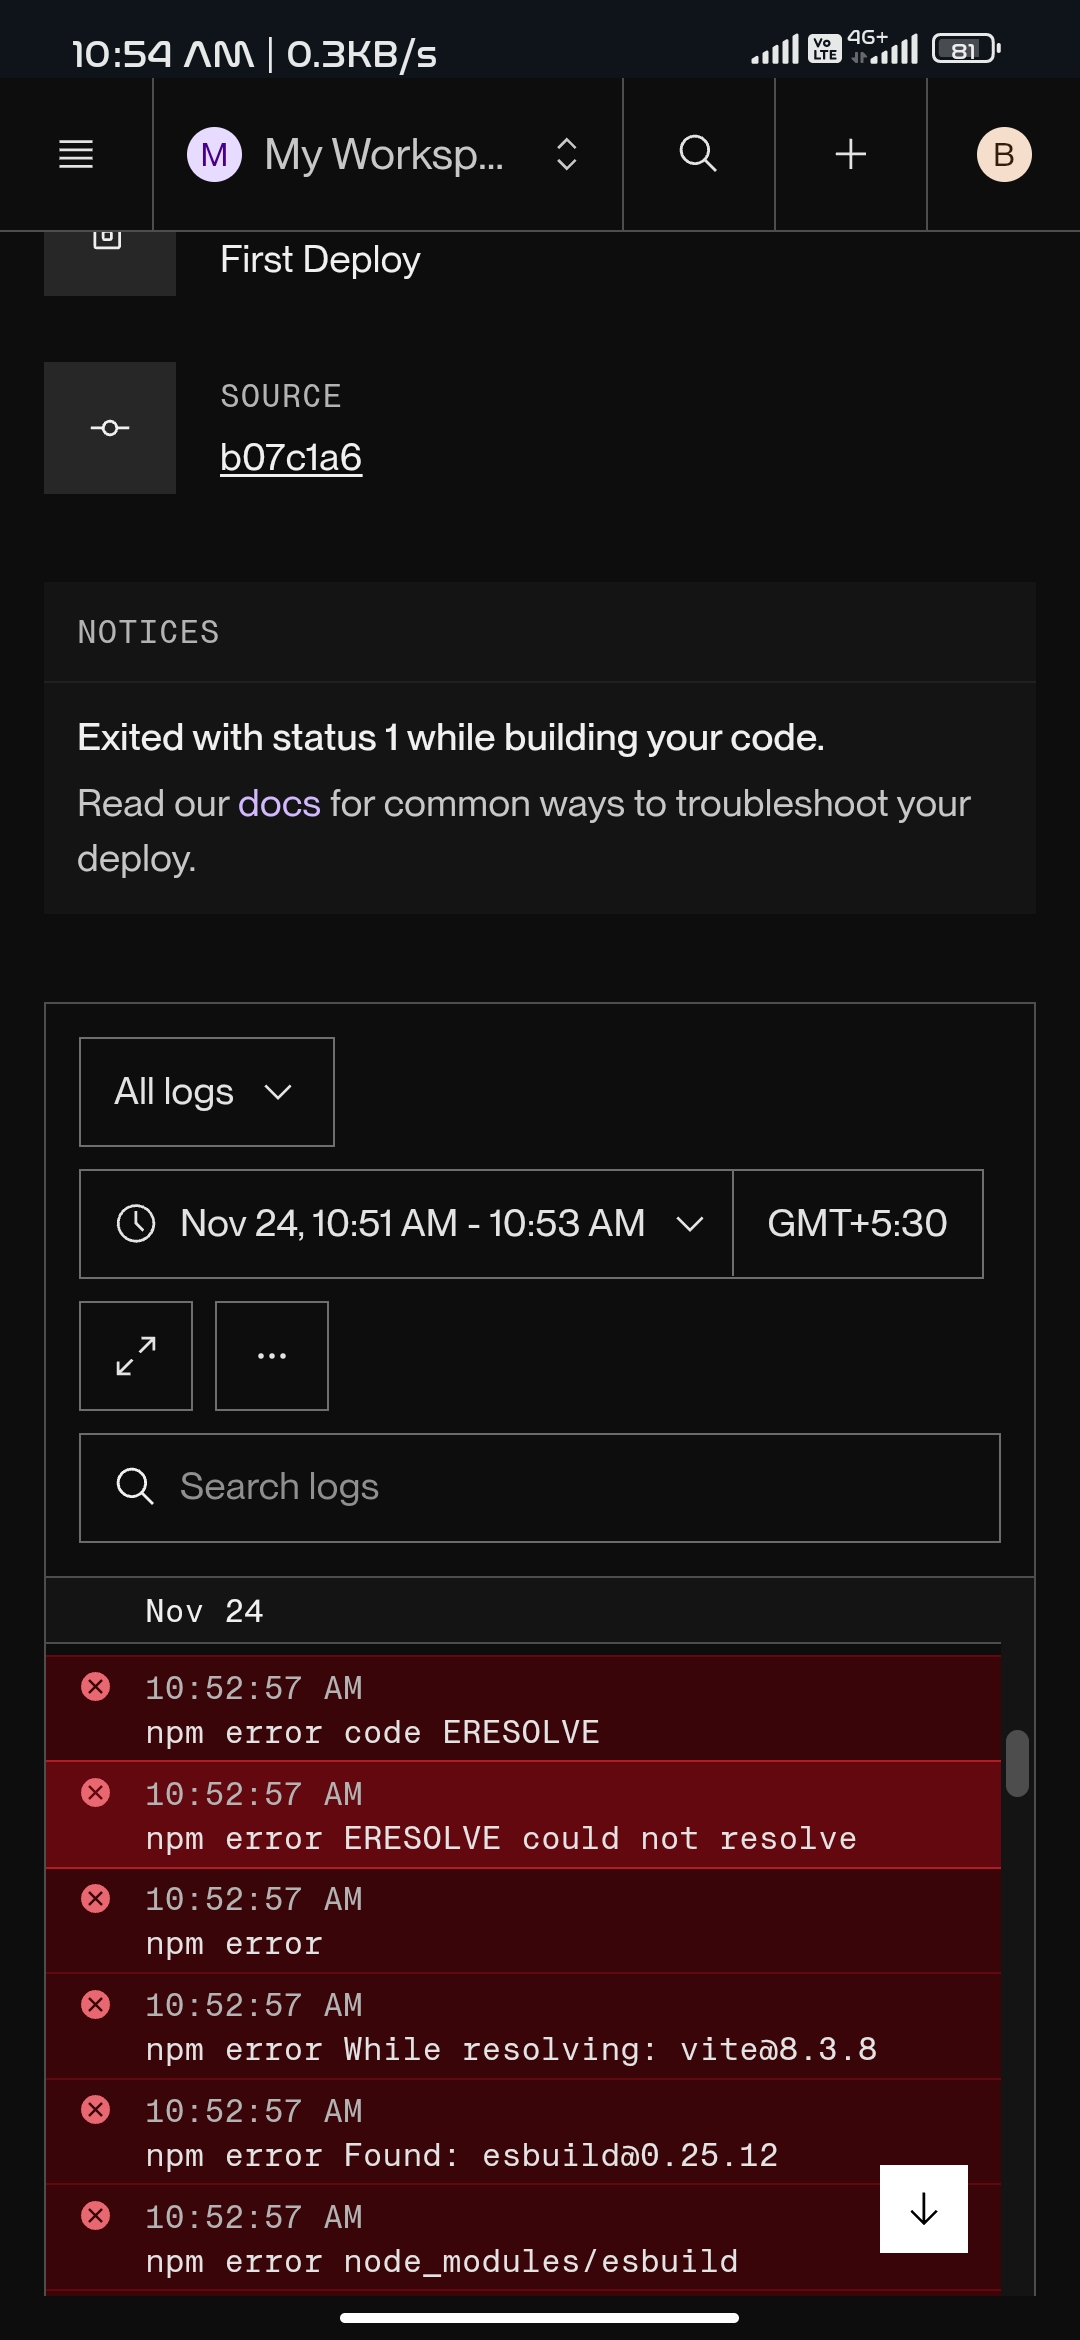 10:54 AM | 0.3KB/s
Vo LTE 4G+ 81
M My Worksp... B
First Deploy
SOURCE
b07c1a6
NOTICES
Exited with status 1 while building your code.
Read our docs for common ways to troubleshoot your
deploy.
All logs
Nov 24, 10:51 AM - 10:53 AM GMT+5:30
...
Search logs
Nov 24
10:52:57 AM
npm error code ERESOLVE
10:52:57 AM
npm error ERESOLVE could not resolve
10:52:57 AM
npm error
10:52:57 AM
npm error While resolving: vite@8.3.8
10:52:57 AM
npm error Found: esbuild@0.25.12
10:52:57 AM
npm error node_modules/esbuild